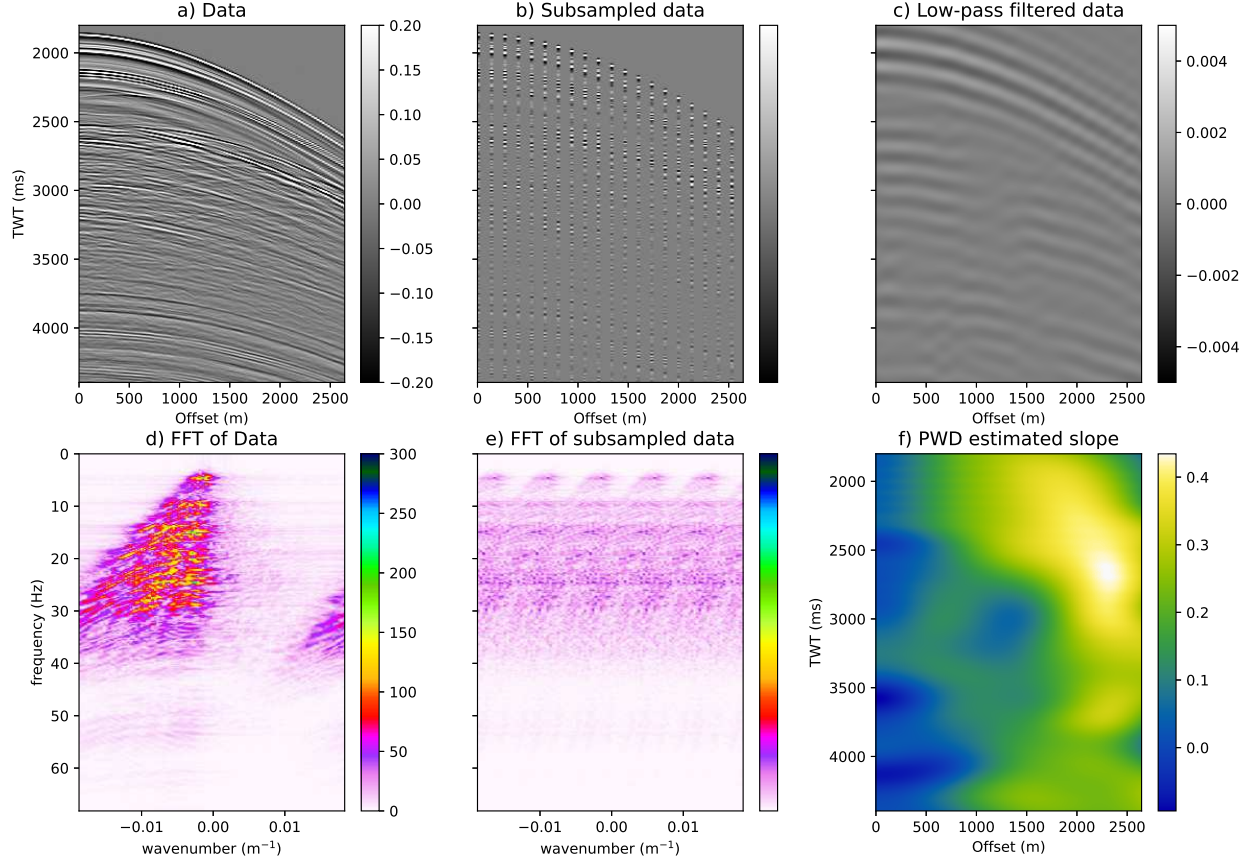 a) Data
b) Subsampled data
c) Low-pass filtered data
TWT (ms)
2000
2500
3000
3500
4000
0 500 1000 1500 2000 2500
Offset (m)
0.20
0.15
0.10
0.05
0.00
−0.05
−0.10
−0.15
−0.20
0 500 1000 1500 2000 2500
Offset (m)
0 500 1000 1500 2000 2500
Offset (m)
0.004
0.002
0.000
−0.002
−0.004
d) FFT of Data
e) FFT of subsampled data
f) PWD estimated slope
frequency (Hz)
0
10
20
30
40
50
60
−0.01 0.00 0.01
wavenumber (m⁻¹)
300
250
200
150
100
50
0
−0.01 0.00 0.01
wavenumber (m⁻¹)
TWT (ms)
2000
2500
3000
3500
4000
0 500 1000 1500 2000 2500
Offset (m)
0.4
0.3
0.2
0.1
0.0